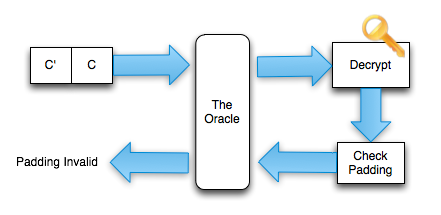 C' C
The
Oracle
Decrypt
Check
Padding
Padding Invalid